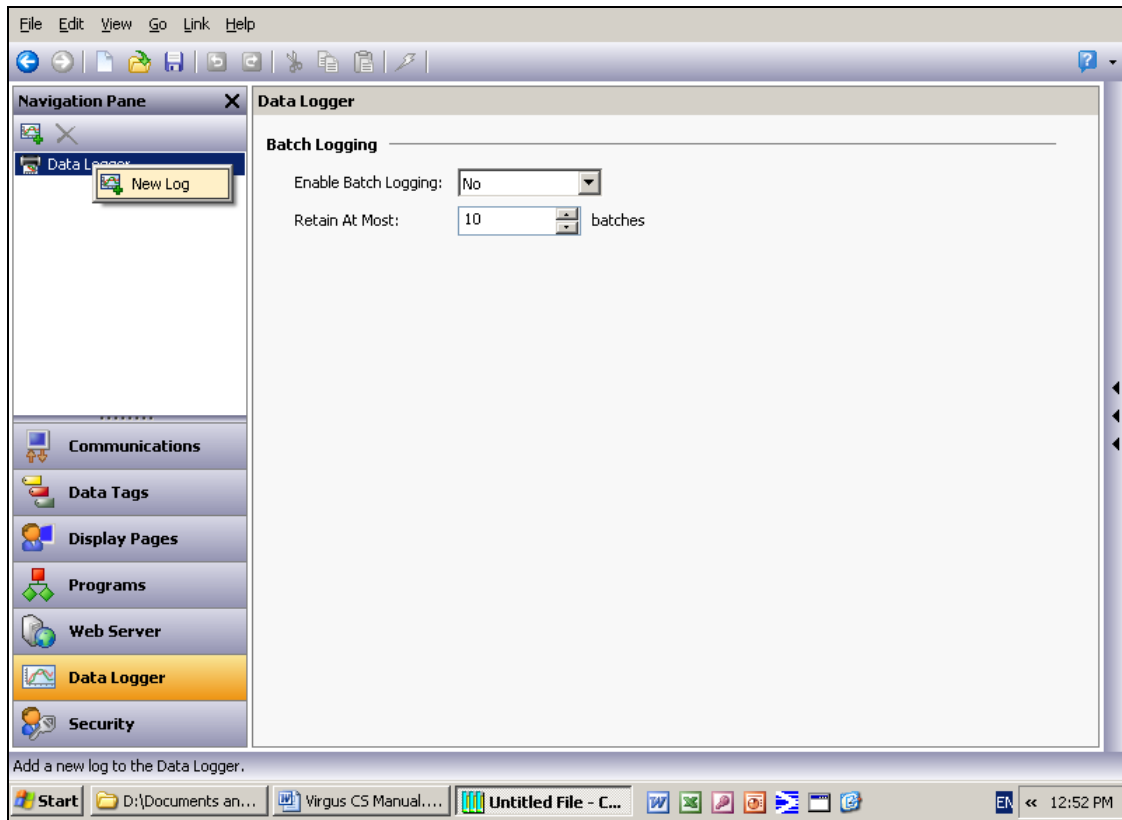 File Edit View Go Link Help
Navigation Pane
Data Logger
New Log
Communications
Data Tags
Display Pages
Programs
Web Server
Data Logger
Security
Data Logger
Batch Logging
Enable Batch Logging: No
Retain At Most: 10 batches
Add a new log to the Data Logger.
Start D:\Documents an... Virgus CS Manual.... Untitled File - C... EN « 12:52 PM